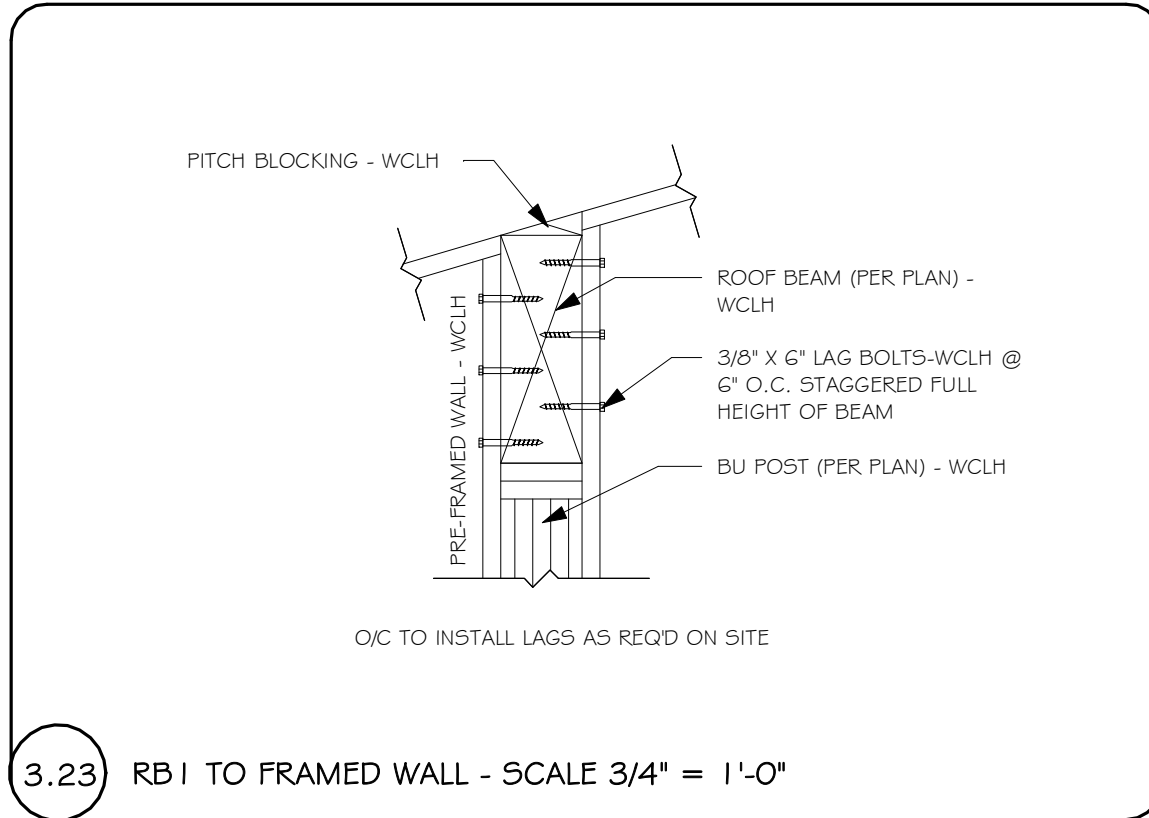 PITCH BLOCKING - WCLH
ROOF BEAM (PER PLAN) -
WCLH
PRE-FRAMED WALL - WCLH
3/8" X 6" LAG BOLTS-WCLH @
6" O.C. STAGGERED FULL
HEIGHT OF BEAM
BU POST (PER PLAN) - WCLH
O/C TO INSTALL LAGS AS REQ'D ON SITE
3.23 RB1 TO FRAMED WALL - SCALE 3/4" = 1'-0"